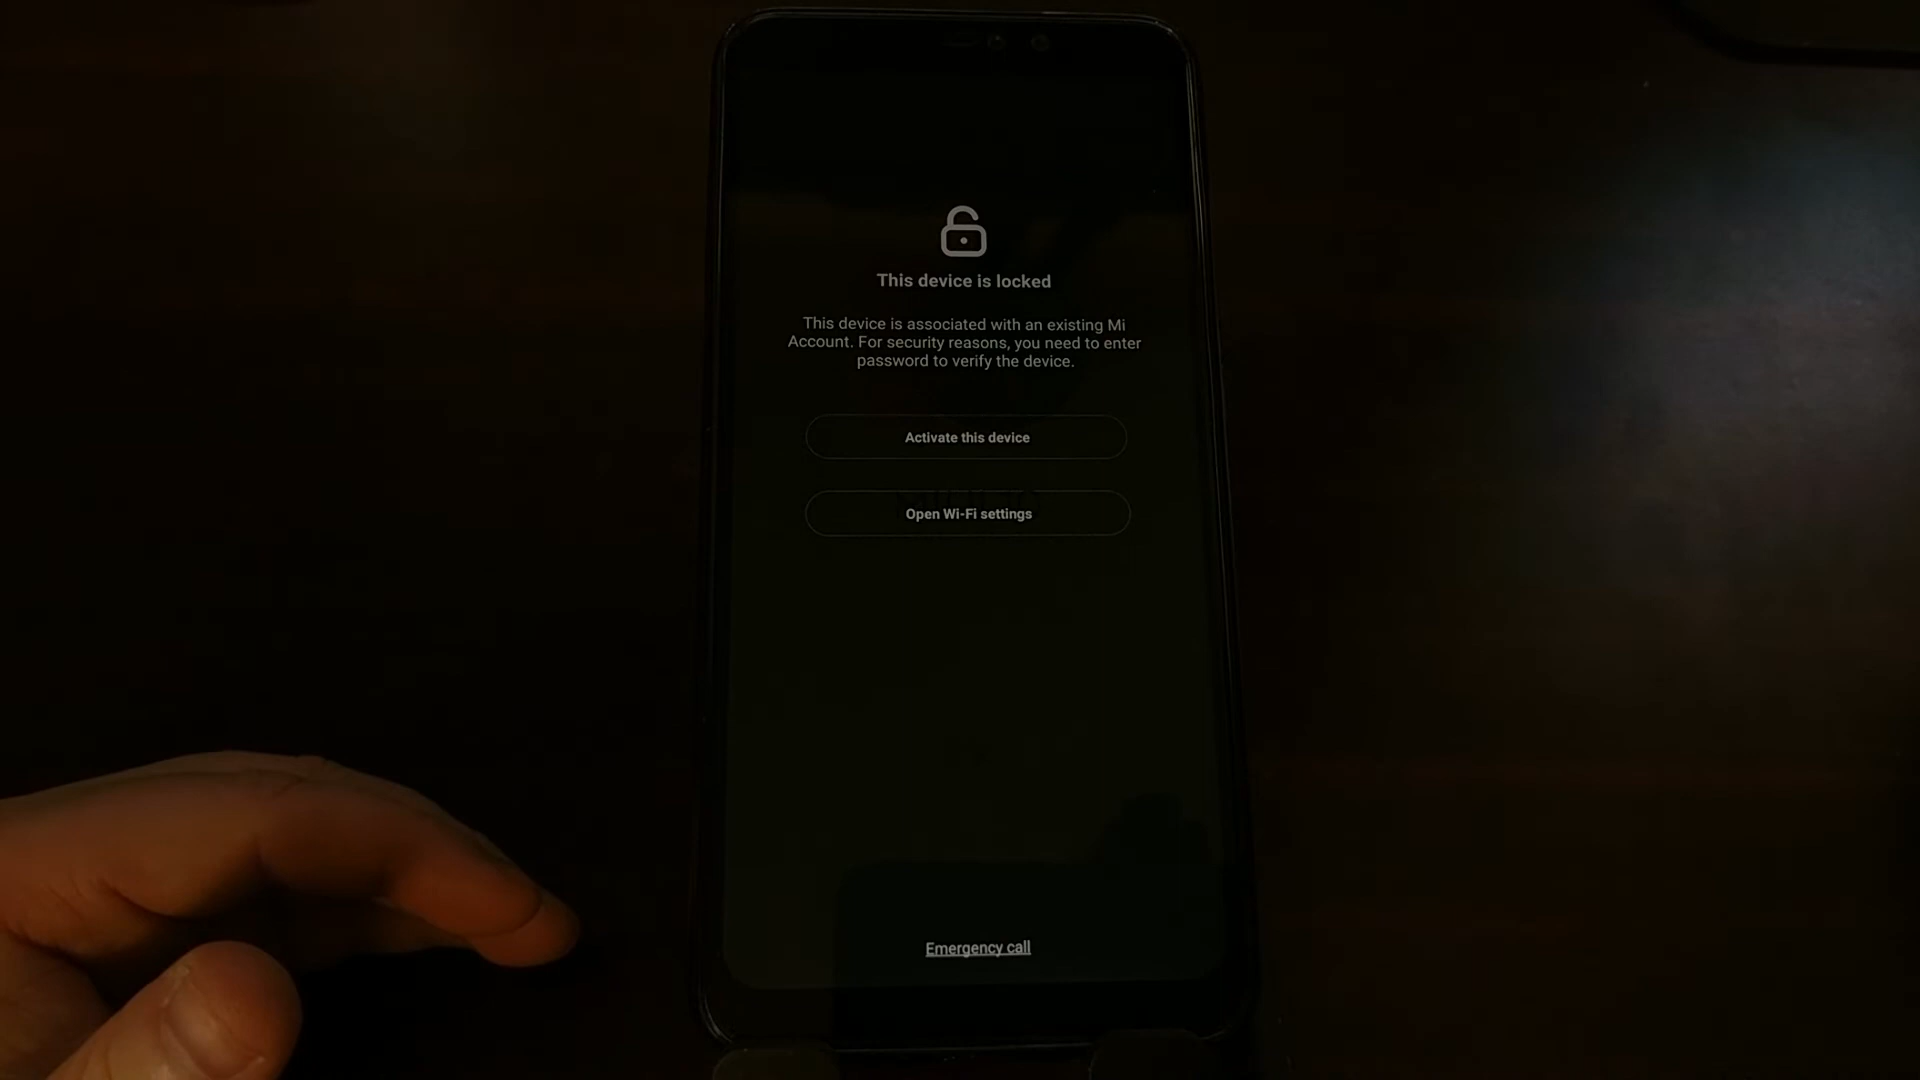 This device is locked
This device is associated with an existing Mi
Account. For security reasons, you need to enter
password to verify the device.
Activate this device
Open Wi-Fi settings
Emergency call